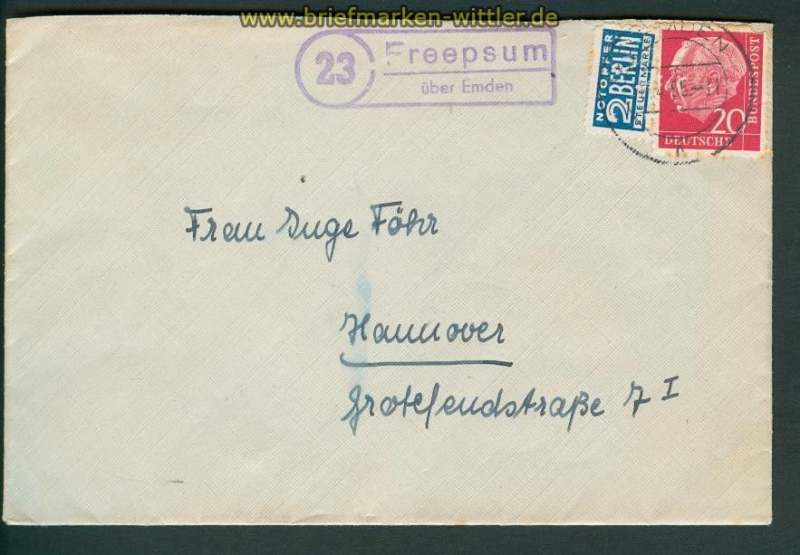 www.briefmarken-wittler.de
23
Freepsum
über Emden
NOTOPFER
2 BERLIN
STEUERMARKE
20
DEUTSCHE
BUNDESPOST
Frau Inge Föhr
Hannover
Grotefendstraße 7 I